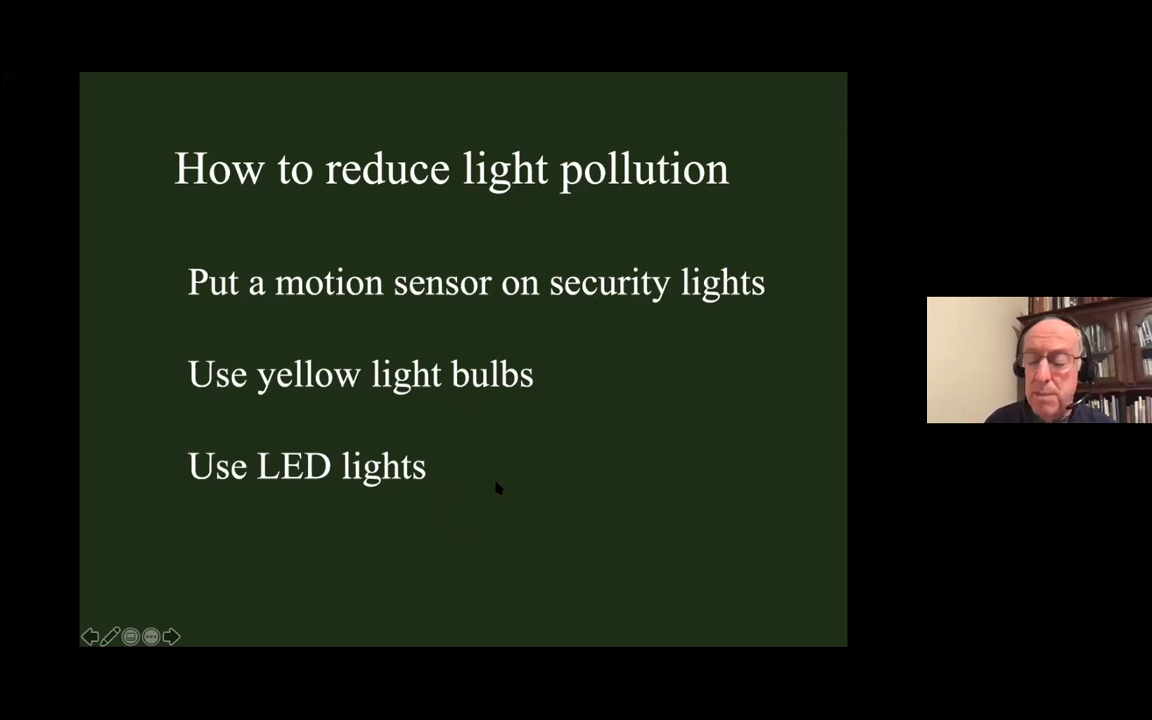 How to reduce light pollution
Put a motion sensor on security lights
Use yellow light bulbs
Use LED lights